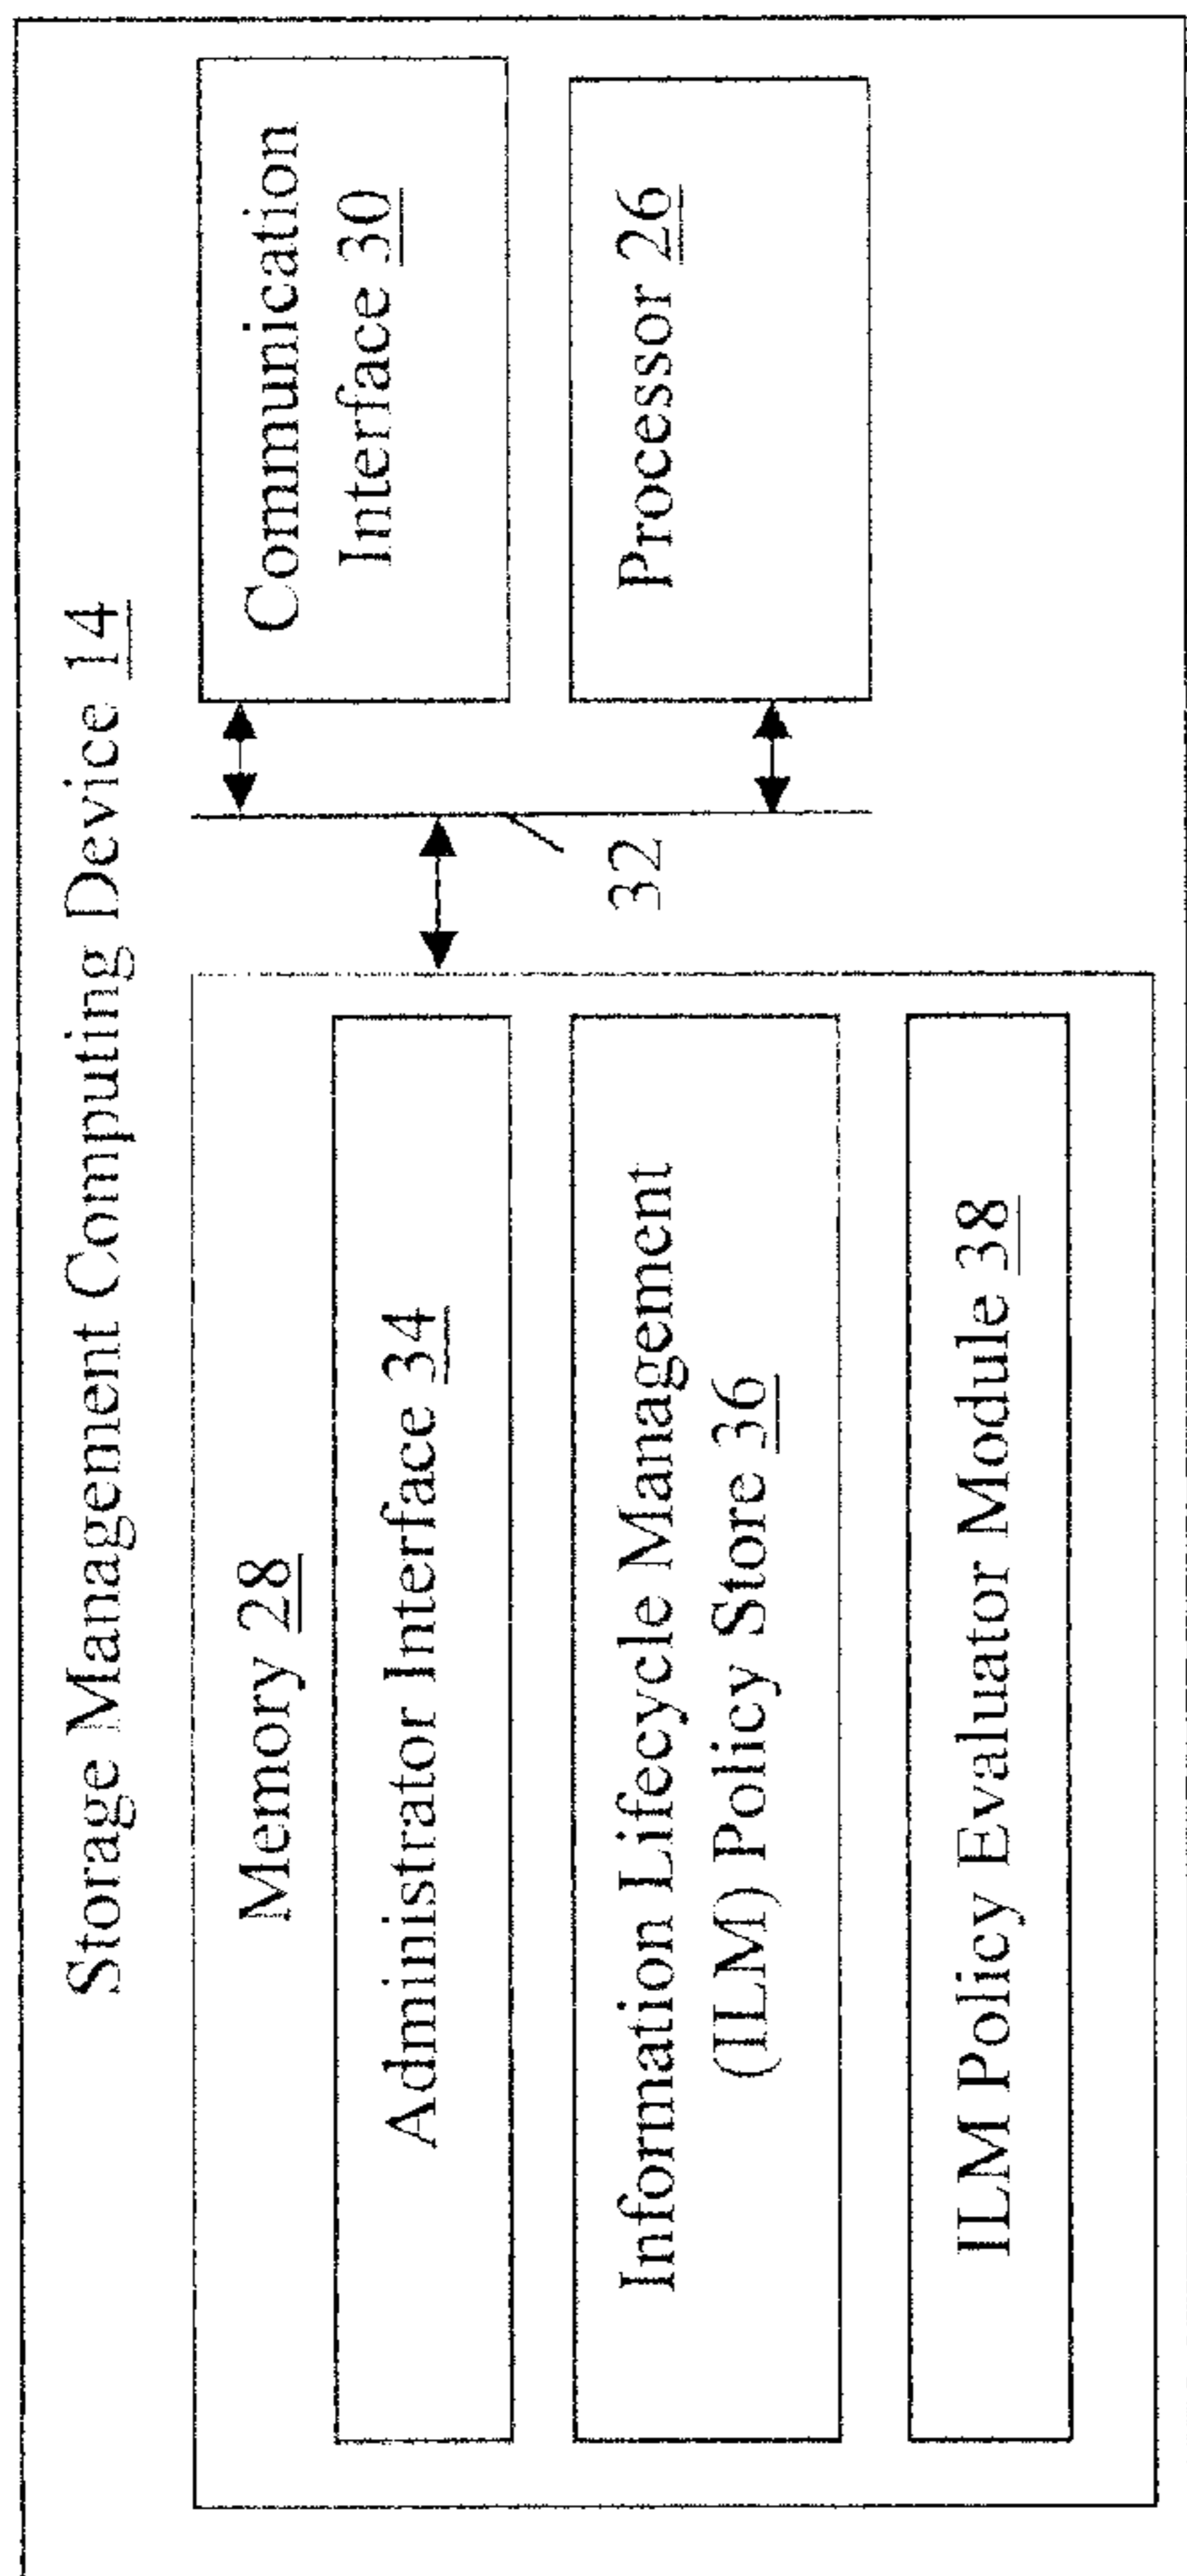 Storage Management Computing Device 14
Memory 28
Administrator Interface 34
Information Lifecycle Management
(ILM) Policy Store 36
ILM Policy Evaluator Module 38
32
Communication
Interface 30
Processor 26